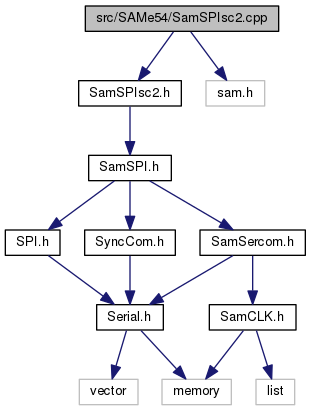 src/SAMe54/SamSPIsc2.cpp
SamSPIsc2.h
sam.h
SamSPI.h
SPI.h
SyncCom.h
SamSercom.h
Serial.h
SamCLK.h
vector
memory
list